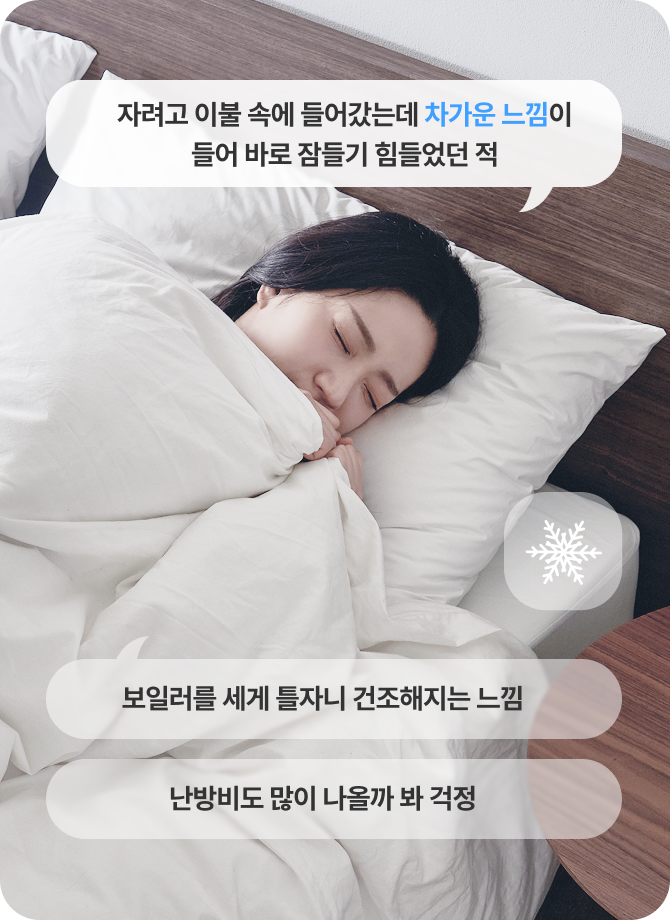 자려고 이불 속에 들어갔는데 차가운 느낌이
들어 바로 잠들기 힘들었던 적
보일러를 세게 틀자니 건조해지는 느낌
난방비도 많이 나올까 봐 걱정